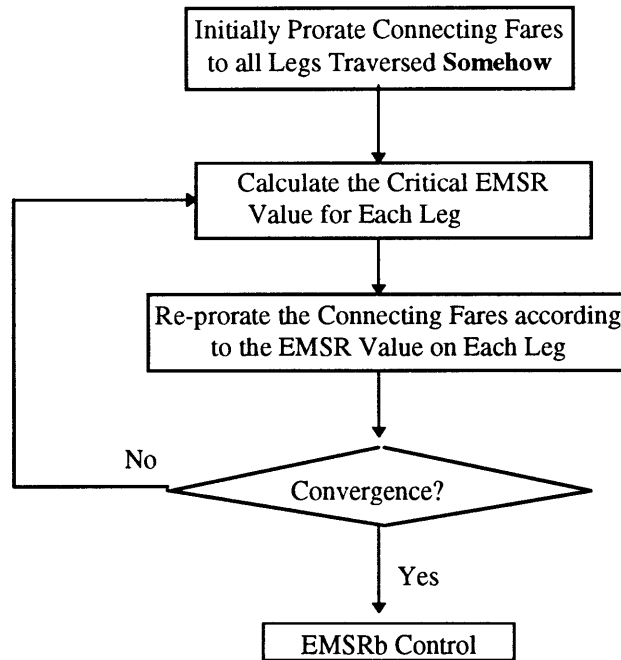 Initially Prorate Connecting Fares
to all Legs Traversed Somehow
Calculate the Critical EMSR
Value for Each Leg
Re-prorate the Connecting Fares according
to the EMSR Value on Each Leg
No
Convergence?
Yes
EMSRb Control